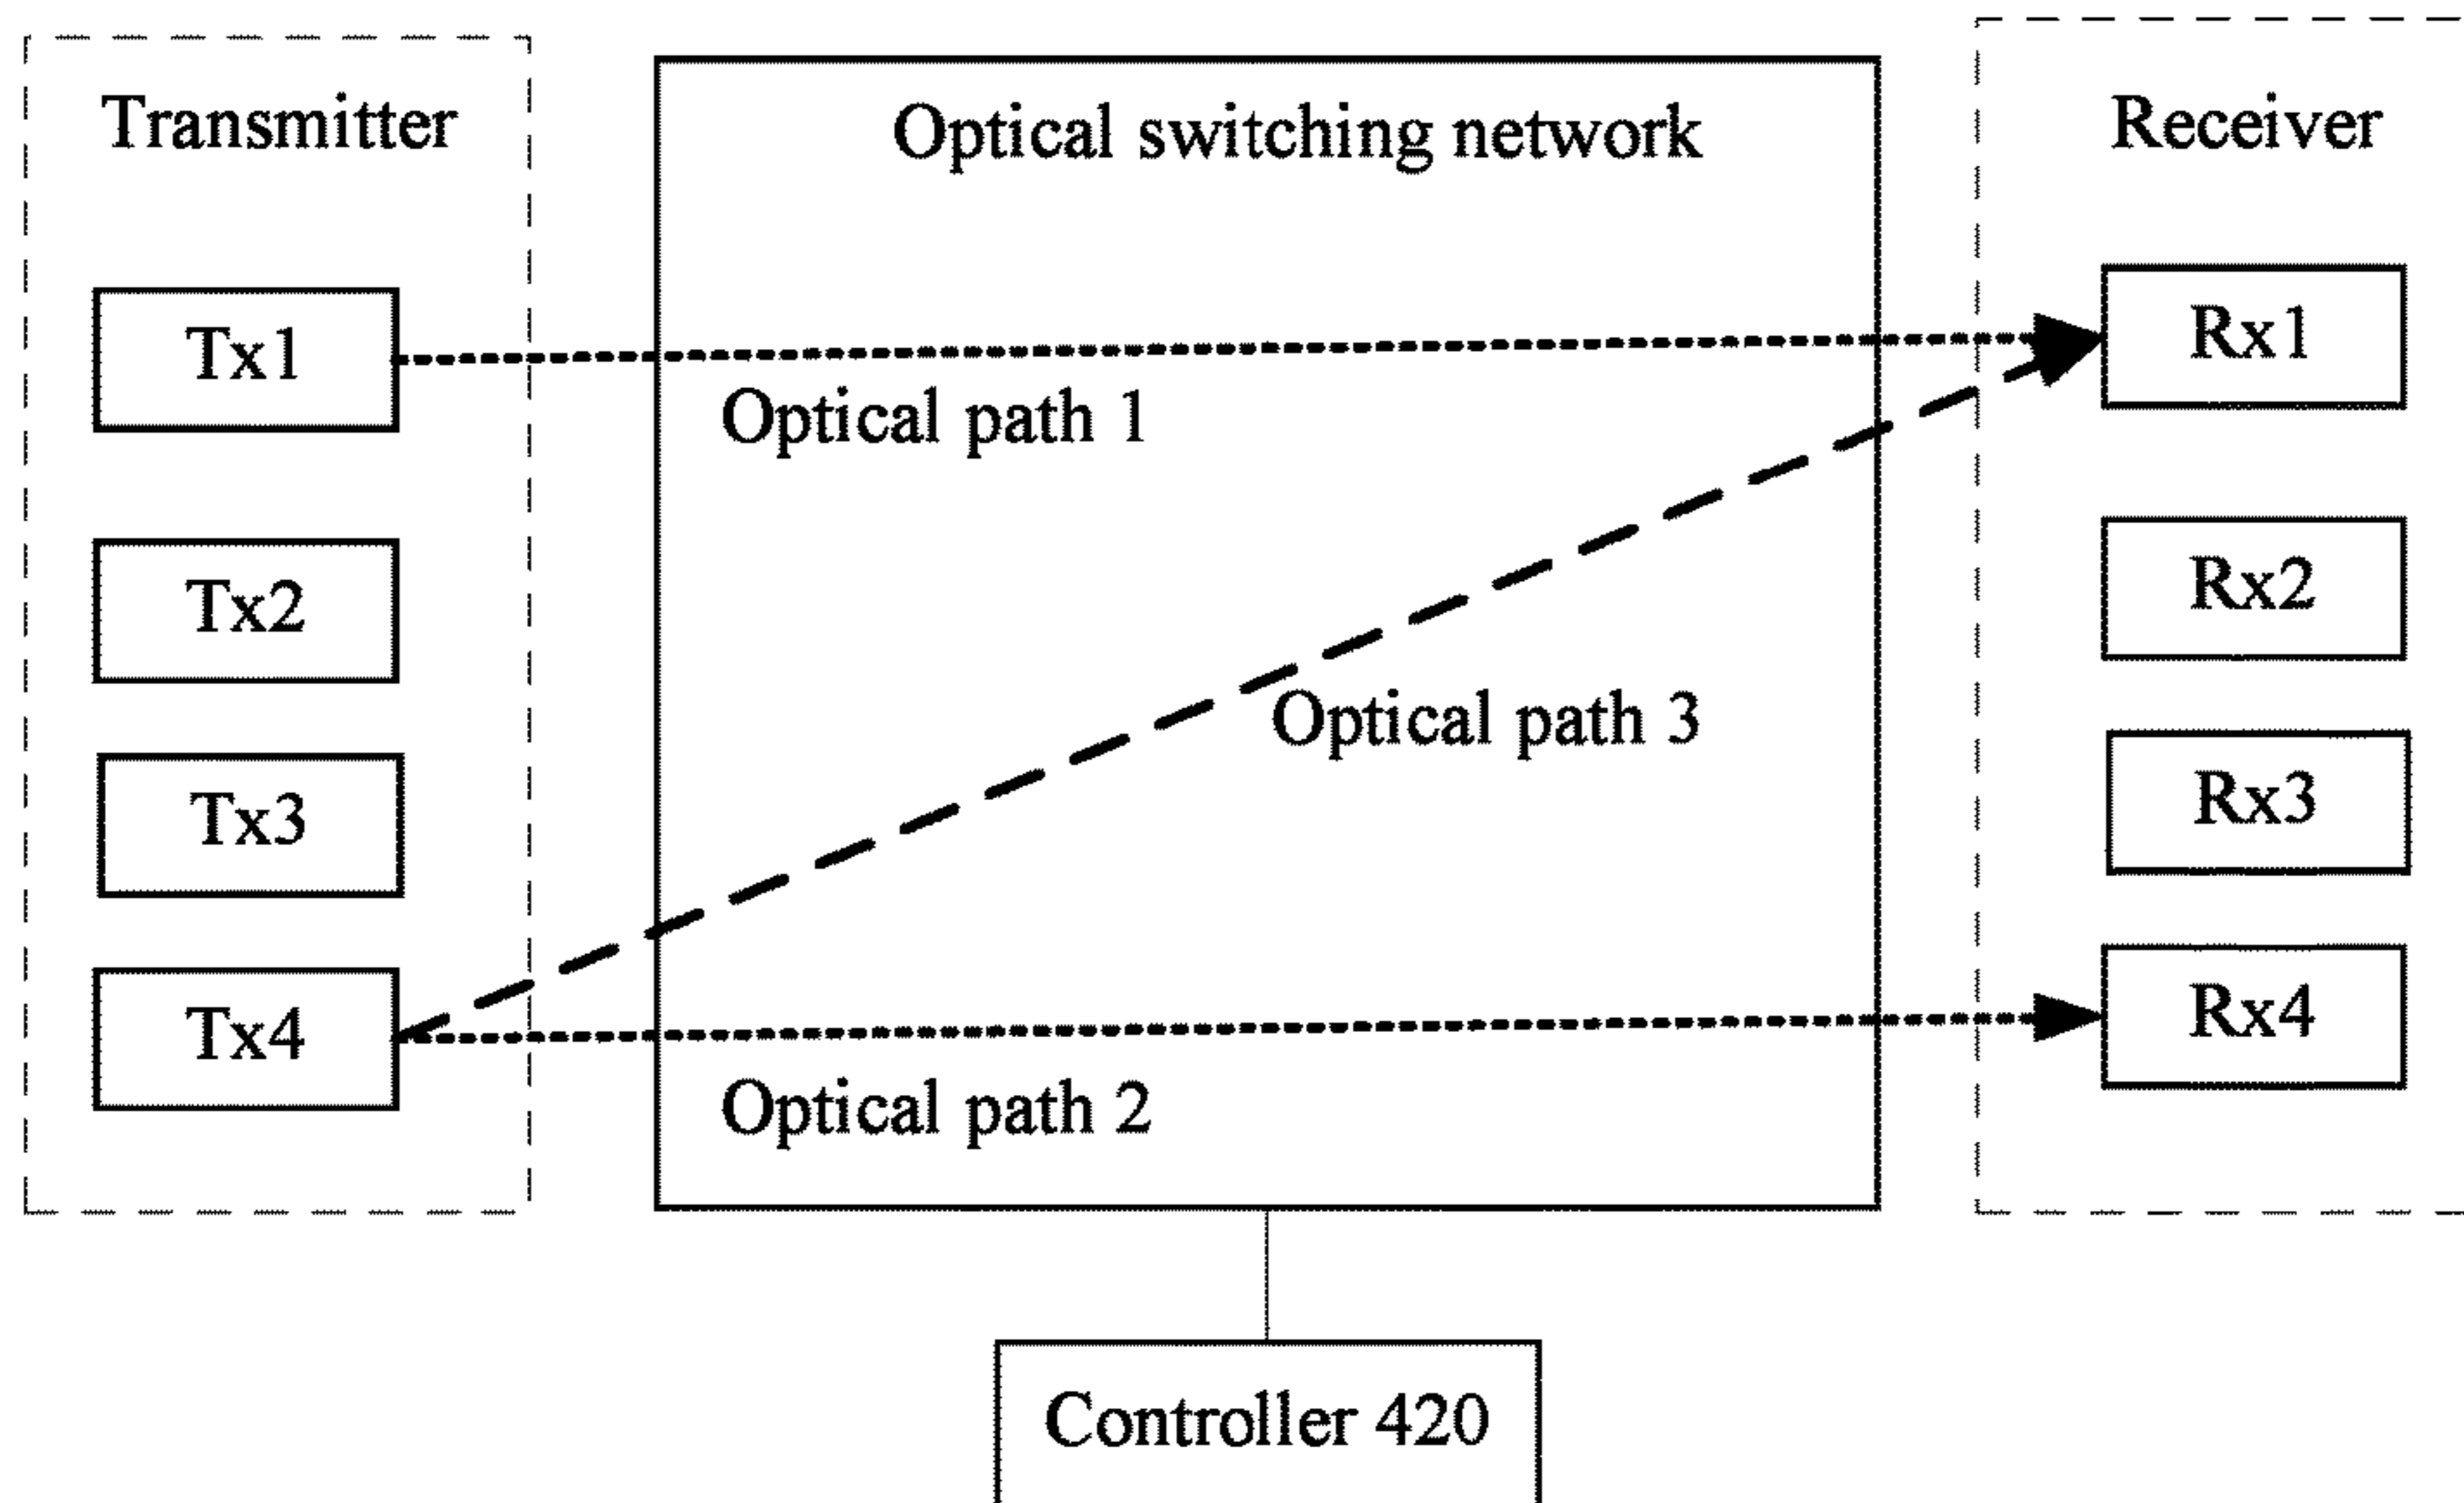 Transmitter
Optical switching network
Receiver
Tx1
Rx1
Optical path 1
Tx2
Rx2
Optical path 3
Tx3
Rx3
Tx4
Rx4
Optical path 2
Controller 420